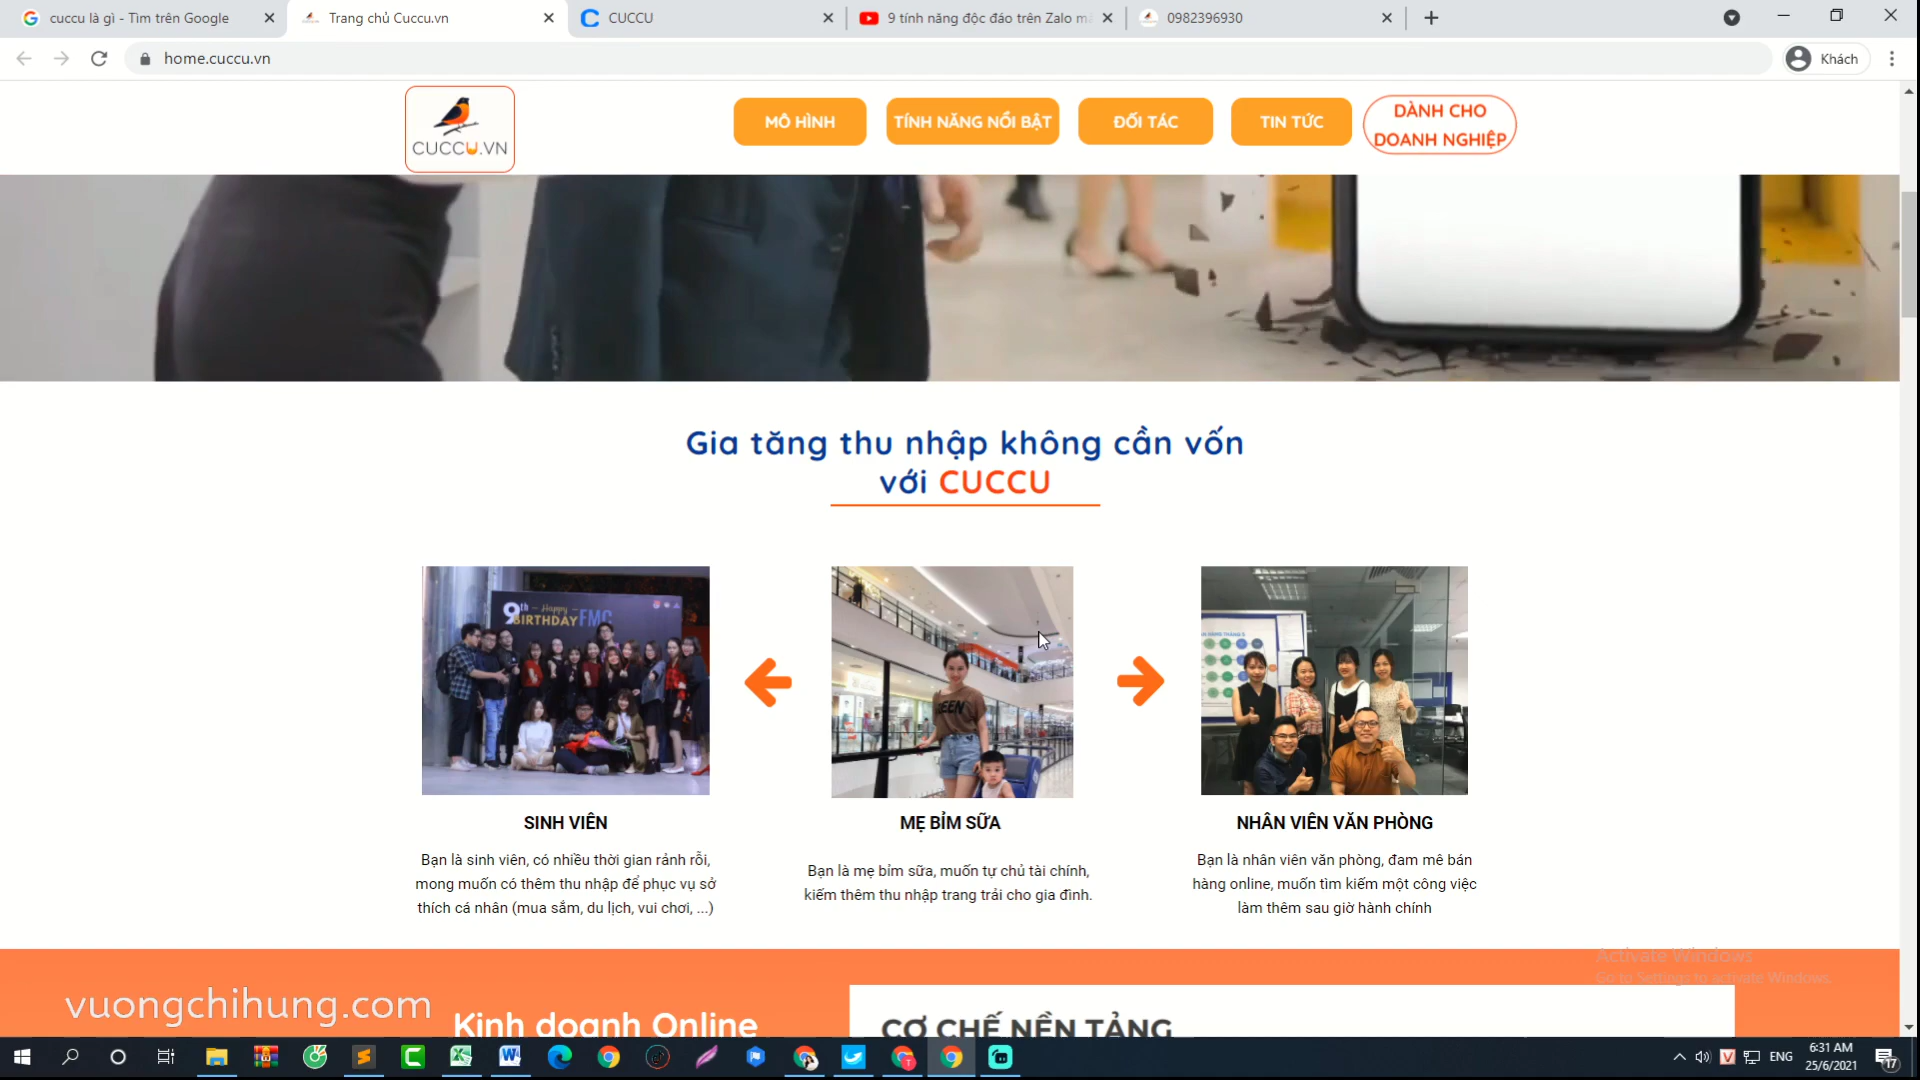 cuccu là gì - Tìm trên Google
Trang chủ Cuccu.vn
CUCCU
9 tính năng độc đáo trên Zalo mà
0982396930
home.cuccu.vn
Khách
CUCCU.VN
MÔ HÌNH
TÍNH NĂNG NỔI BẬT
ĐỐI TÁC
TIN TỨC
DÀNH CHO
DOANH NGHIỆP
Gia tăng thu nhập không cần vốn
với CUCCU
9th Happy
BIRTHDAY FMC
SINH VIÊN
Bạn là sinh viên, có nhiều thời gian rảnh rỗi,
mong muốn có thêm thu nhập để phục vụ sở
thích cá nhân (mua sắm, du lịch, vui chơi, ...)
MẸ BỈM SỮA
Bạn là mẹ bỉm sữa, muốn tự chủ tài chính,
kiếm thêm thu nhập trang trải cho gia đình.
NHÂN VIÊN VĂN PHÒNG
Bạn là nhân viên văn phòng, đam mê bán
hàng online, muốn tìm kiếm một công việc
làm thêm sau giờ hành chính
Activate Windows
Go to Settings to activate Windows.
vuongchihung.com
Kinh doanh Online
CƠ CHẾ NỀN TẢNG
ENG
6:31 AM
25/6/2021
17